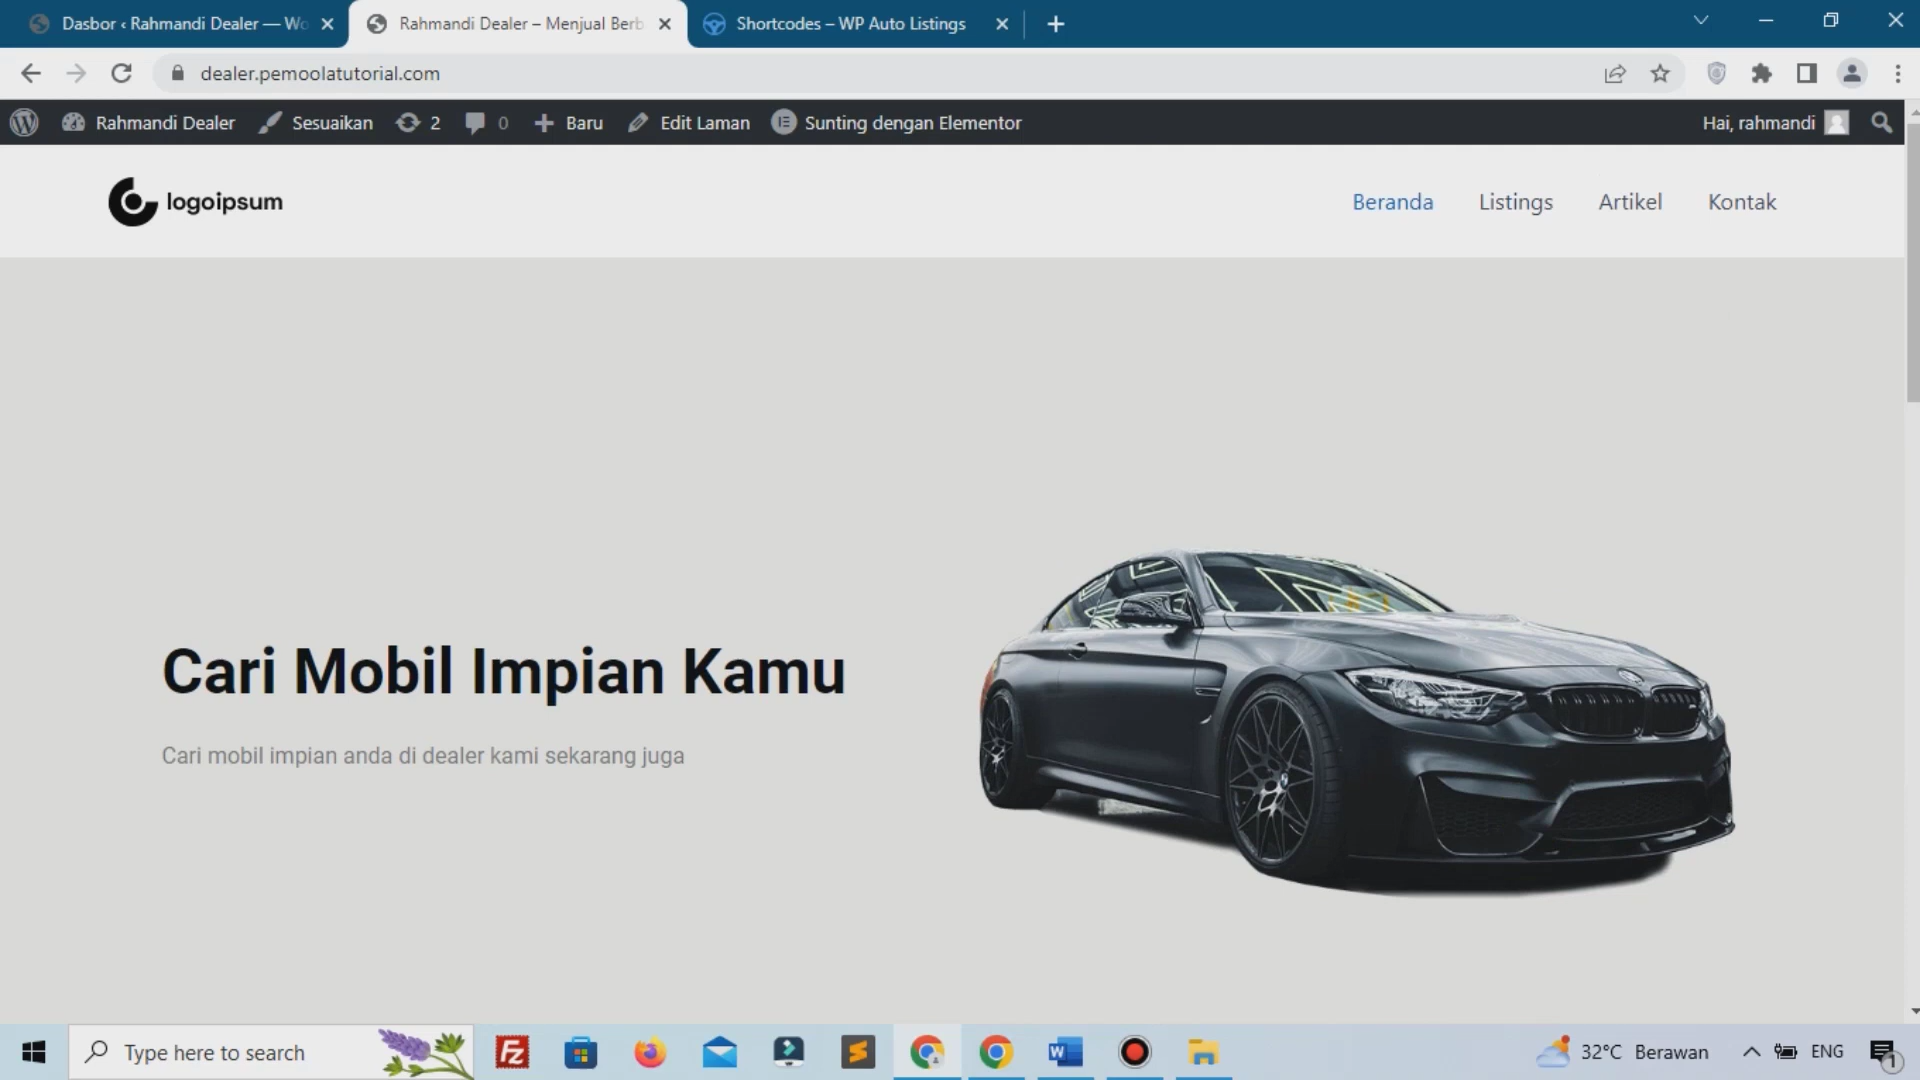 Dasbor ‹ Rahmandi Dealer — Wo
Rahmandi Dealer – Menjual Berb
Shortcodes – WP Auto Listings
dealer.pemoolatutorial.com
Rahmandi Dealer
Sesuaikan
2
0
Baru
Edit Laman
Sunting dengan Elementor
Hai, rahmandi
logoipsum
Beranda
Listings
Artikel
Kontak
Cari Mobil Impian Kamu
Cari mobil impian anda di dealer kami sekarang juga
Type here to search
32°C Berawan
ENG
1